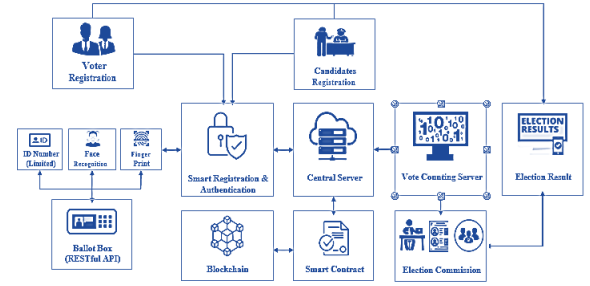 Voter
Registration
Candidates
Registration
ID Number
(Limited)
Face
Recognition
Finger
Print
Smart Registration &
Authentication
Central Server
Vote Counting Server
ELECTION
RESULTS
Election Result
Ballot Box
(RESTful API)
Blockchain
Smart Contract
Election Commission